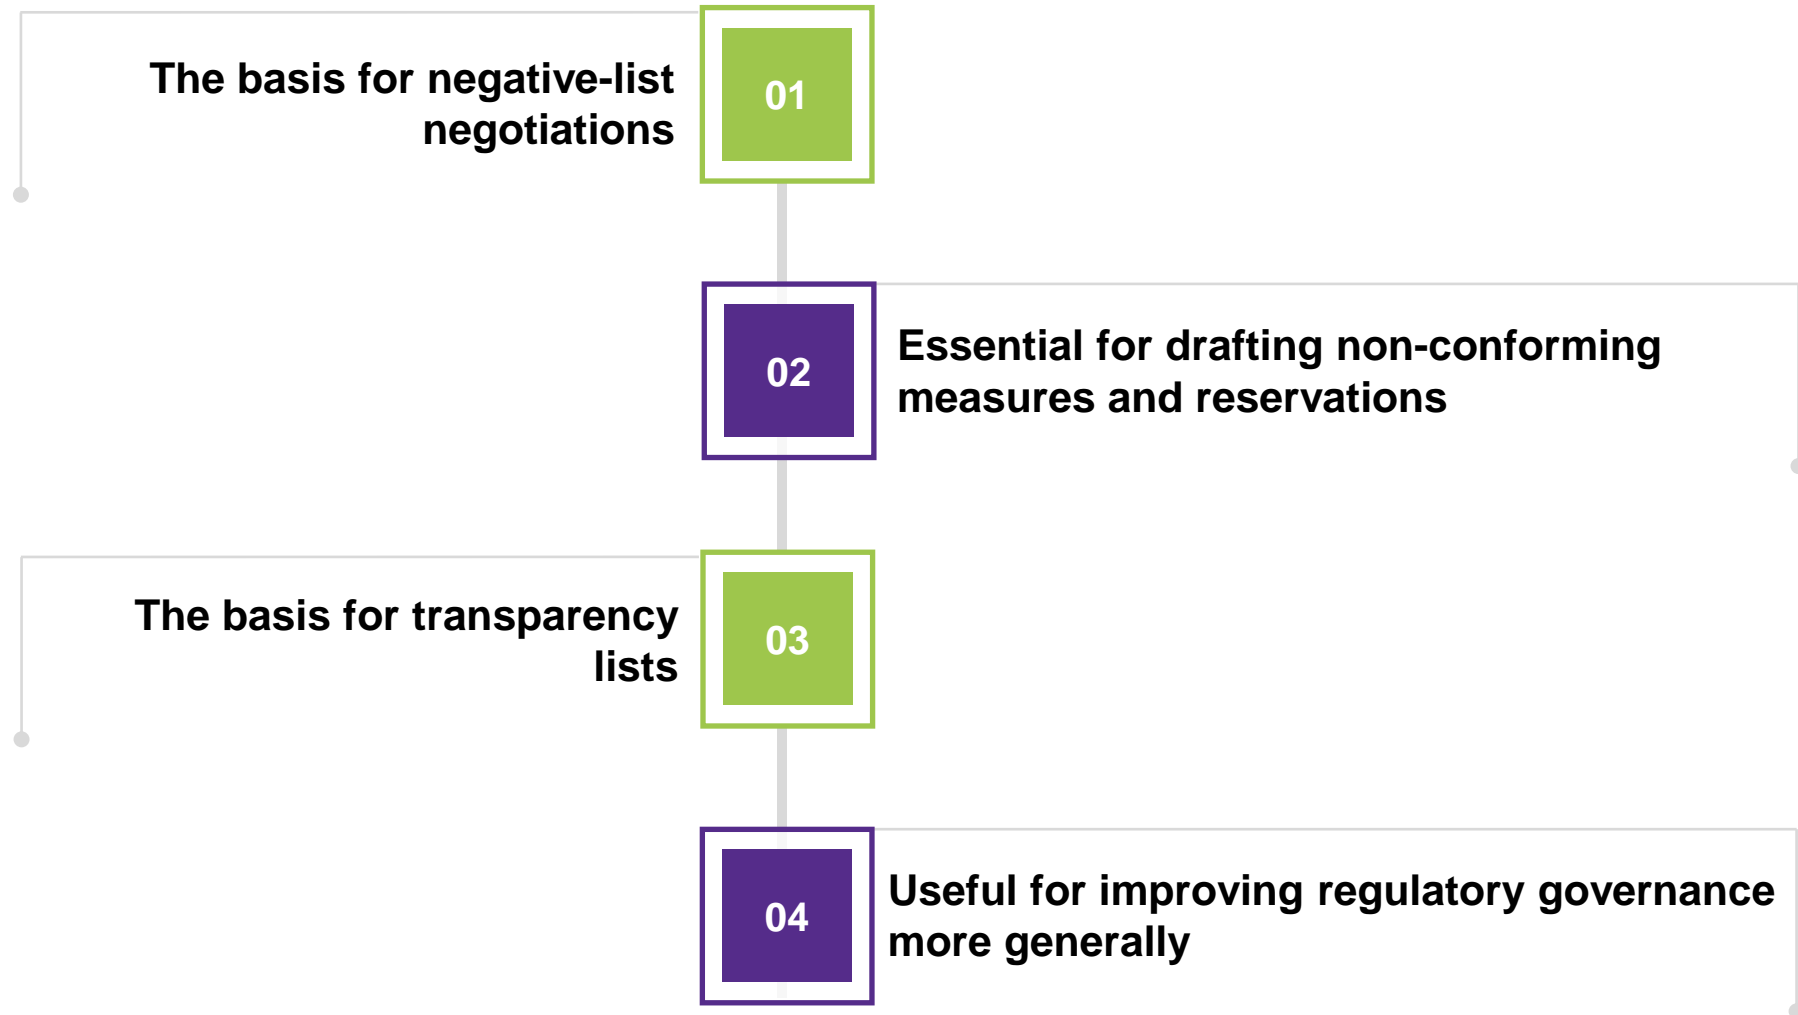 The basis for negative-list
negotiations
01
02
Essential for drafting non-conforming
measures and reservations
The basis for transparency
lists
03
04
Useful for improving regulatory governance
more generally